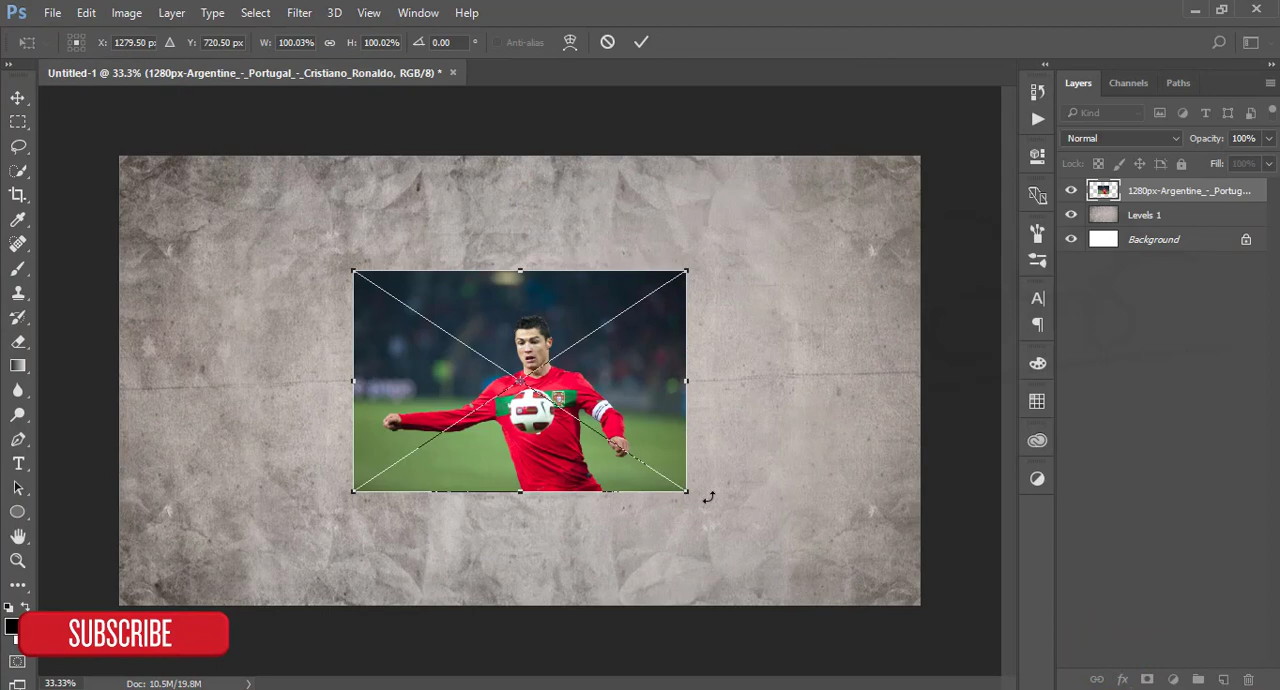 Ps File Edit Image Layer Type Select Filter 3D View Window Help
X: 1279.50 px Y: 720.50 px W: 100.03% H: 100.02% 0.00 ° Anti-alias
Untitled-1 @ 33.3% (1280px-Argentine_-_Portugal_-_Cristiano_Ronaldo, RGB/8) *
Layers Channels Paths
Kind
Normal Opacity: 100%
Lock: Fill: 100%
1280px-Argentine_-_Portug...
Levels 1
Background
SUBSCRIBE
33.33% Doc: 10.5M/19.8M